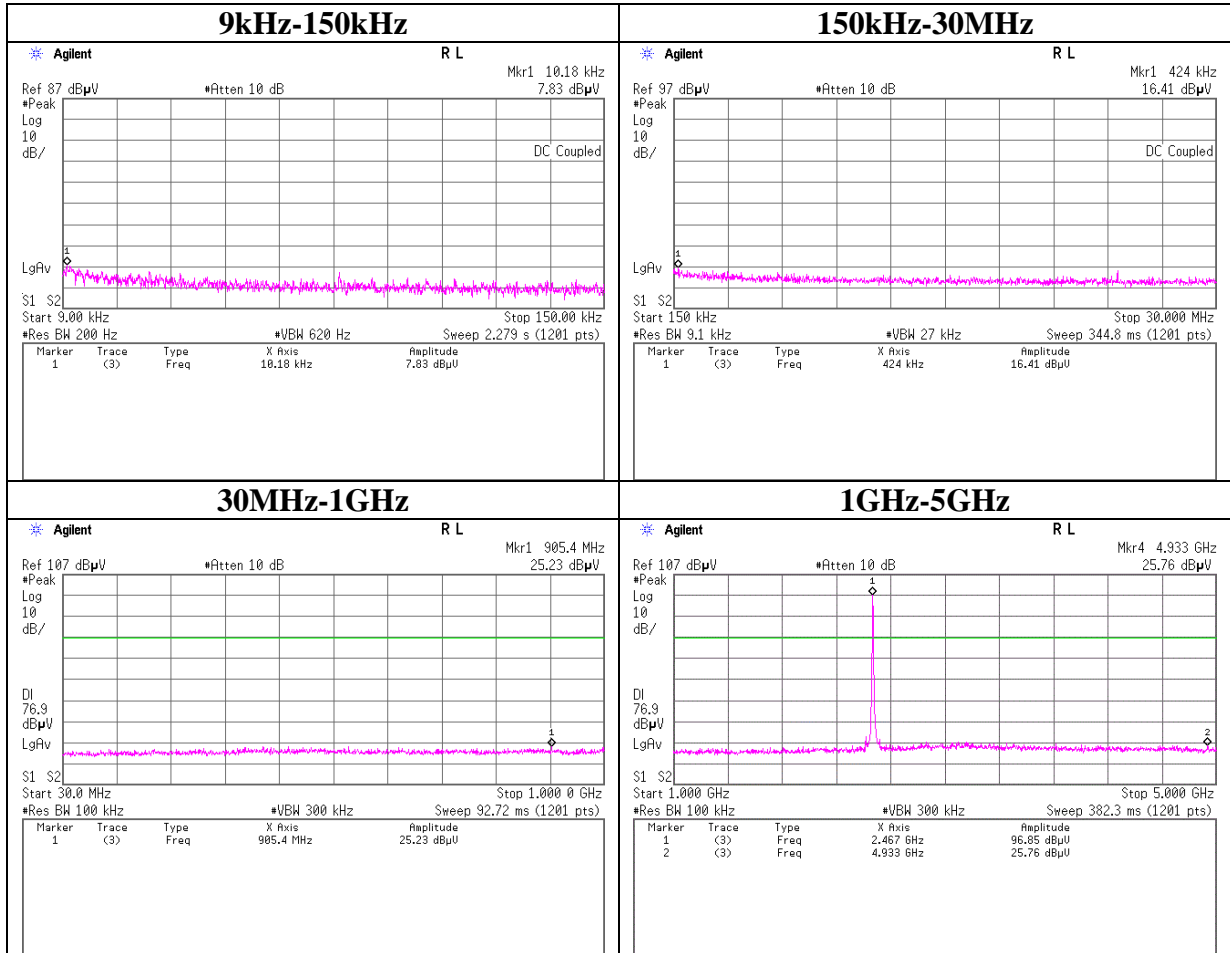 9kHz-150kHz
Agilent R L
Mkr1 10.18 kHz
Ref 87 dBµV #Atten 10 dB 7.83 dBµV
#Peak
Log
10
dB/
DC Coupled
1
LgAv
S1 S2
Start 9.00 kHz Stop 150.00 kHz
#Res BW 200 Hz #VBW 620 Hz Sweep 2.279 s (1201 pts)
Marker Trace Type X Axis Amplitude
1 (3) Freq 10.18 kHz 7.83 dBµV
150kHz-30MHz
Agilent R L
Mkr1 424 kHz
Ref 97 dBµV #Atten 10 dB 16.41 dBµV
#Peak
Log
10
dB/
DC Coupled
1
LgAv
S1 S2
Start 150 kHz Stop 30.000 MHz
#Res BW 9.1 kHz #VBW 27 kHz Sweep 344.8 ms (1201 pts)
Marker Trace Type X Axis Amplitude
1 (3) Freq 424 kHz 16.41 dBµV
30MHz-1GHz
Agilent R L
Mkr1 905.4 MHz
Ref 107 dBµV #Atten 10 dB 25.23 dBµV
#Peak
Log
10
dB/
DI
76.9
dBµV
1
LgAv
S1 S2
Start 30.0 MHz Stop 1.000 0 GHz
#Res BW 100 kHz #VBW 300 kHz Sweep 92.72 ms (1201 pts)
Marker Trace Type X Axis Amplitude
1 (3) Freq 905.4 MHz 25.23 dBµV
1GHz-5GHz
Agilent R L
Mkr4 4.933 GHz
Ref 107 dBµV #Atten 10 dB 25.76 dBµV
#Peak
1
Log
10
dB/
DI
76.9
dBµV
2
LgAv
S1 S2
Start 1.000 GHz Stop 5.000 GHz
#Res BW 100 kHz #VBW 300 kHz Sweep 382.3 ms (1201 pts)
Marker Trace Type X Axis Amplitude
1 (3) Freq 2.467 GHz 96.85 dBµV
2 (3) Freq 4.933 GHz 25.76 dBµV